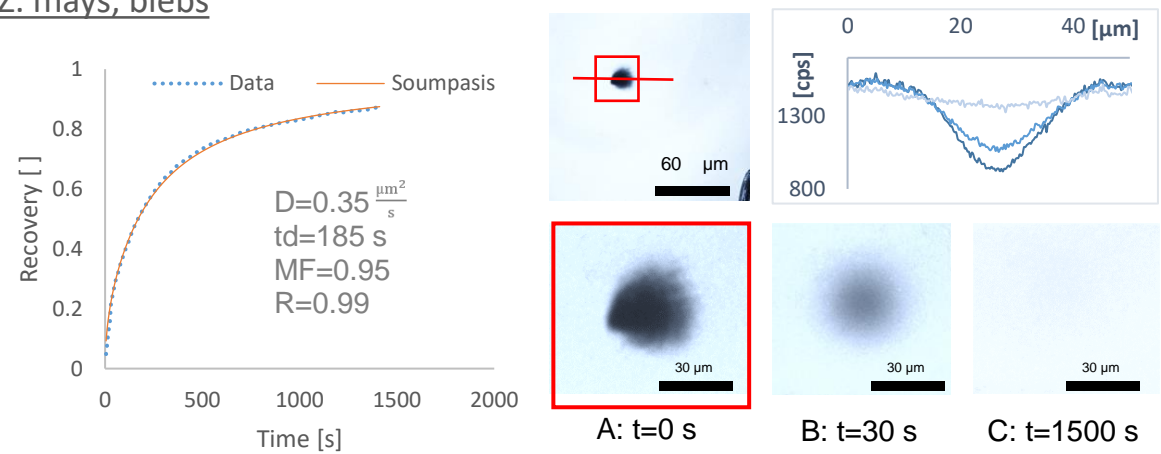 Z. mays, blebs
Data
Soumpasis
1
0.8
0.6
0.4
0.2
0
Recovery [ ]
D=0.35 μm²/s
td=185 s
MF=0.95
R=0.99
0
500
1000
1500
2000
Time [s]
60 μm
0
20
40 [μm]
[cps]
1300
800
30 μm
30 μm
30 μm
A: t=0 s
B: t=30 s
C: t=1500 s